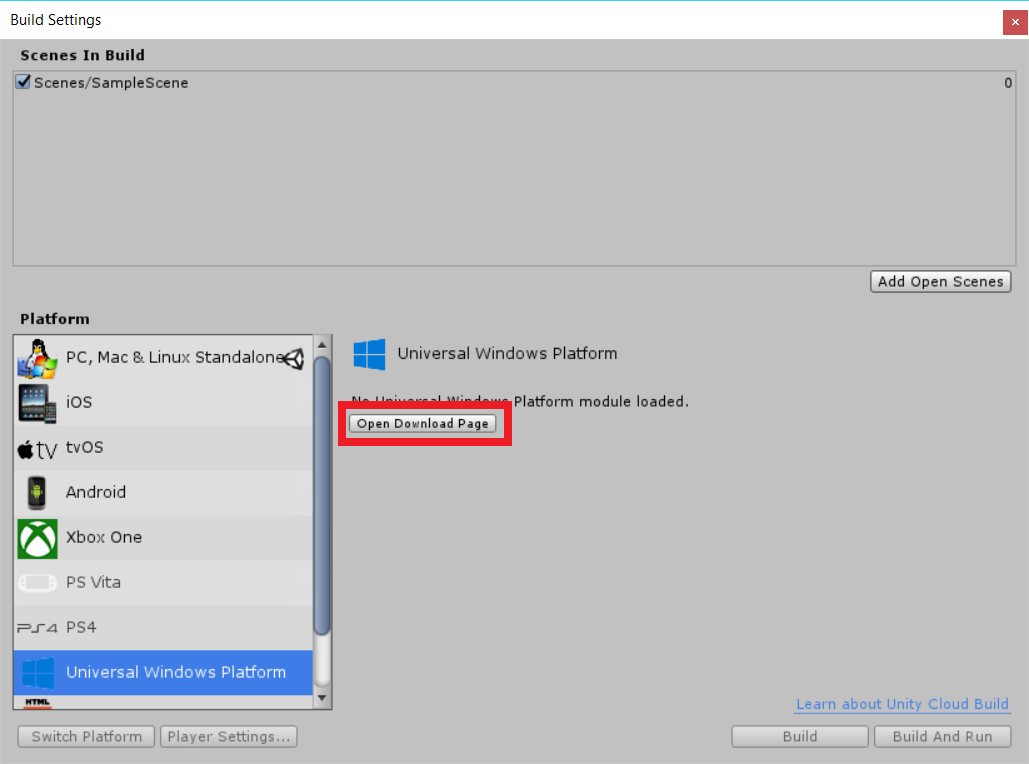 Build Settings
Scenes In Build
Scenes/SampleScene 0
Add Open Scenes
Platform
PC, Mac & Linux Standalone
iOS
tv tvOS
Android
Xbox One
PS Vita
PS4 PS4
Universal Windows Platform
HTML
Universal Windows Platform
No Universal Windows Platform module loaded.
Open Download Page
Learn about Unity Cloud Build
Switch Platform
Player Settings...
Build
Build And Run